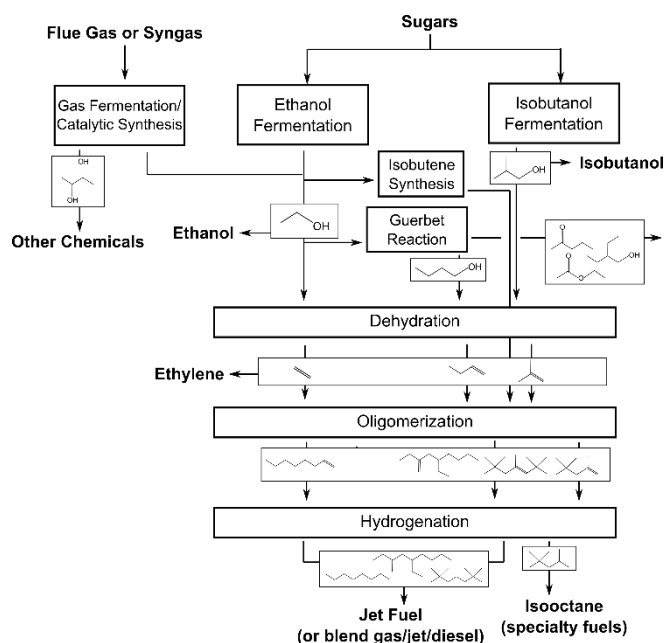 Flue Gas or Syngas
Sugars
Gas Fermentation/
Catalytic Synthesis
Ethanol
Fermentation
Isobutanol
Fermentation
OH
OH
Isobutene
Synthesis
OH
Isobutanol
Other Chemicals
Ethanol
OH
Guerbet
Reaction
O
OH
O
O
OH
Dehydration
Ethylene
Oligomerization
Hydrogenation
Jet Fuel
(or blend gas/jet/diesel)
Isooctane
(specialty fuels)